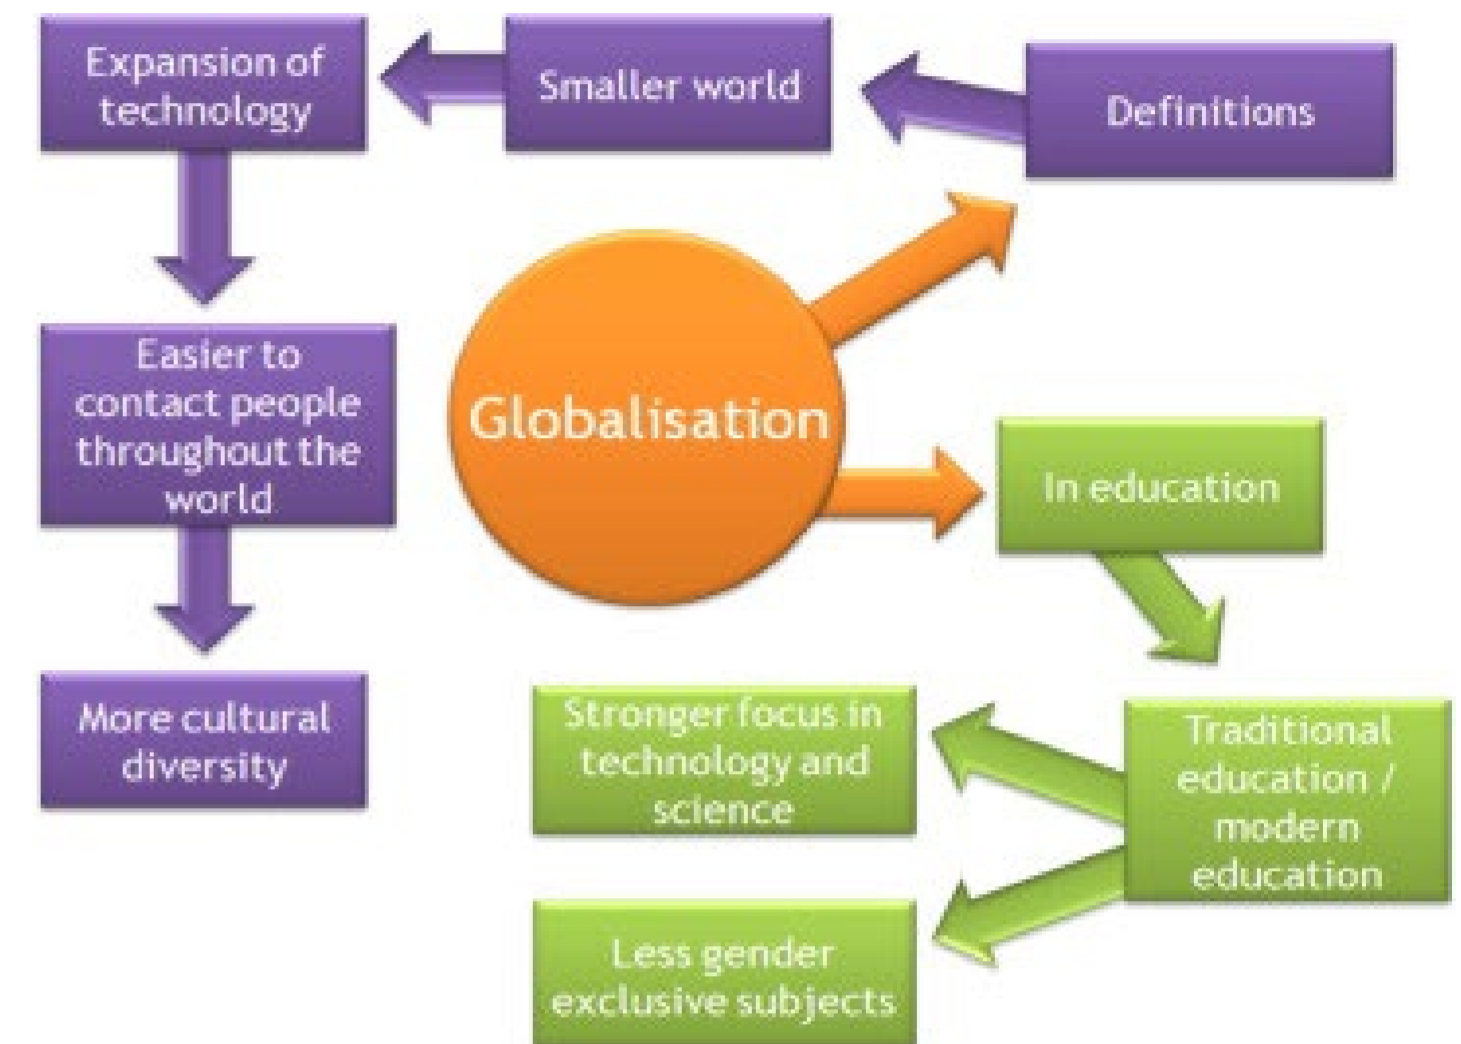 Expansion of
technology
Smaller world
Definitions
Easier to
contact people
throughout the
world
Globalisation
In education
More cultural
diversity
Stronger focus in
technology and
science
Traditional
education /
modern
education
Less gender
exclusive subjects